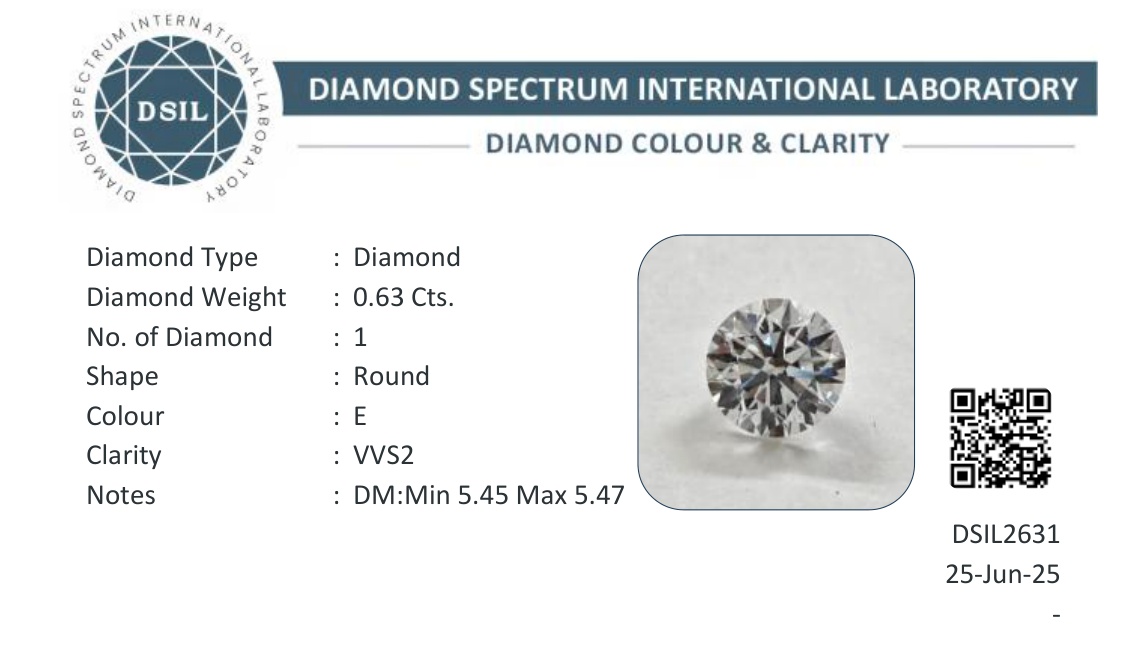 DIAMOND SPECTRUM INTERNATIONAL LABORATORY
DSIL
DIAMOND SPECTRUM INTERNATIONAL LABORATORY
DIAMOND COLOUR & CLARITY
Diamond Type : Diamond
Diamond Weight : 0.63 Cts.
No. of Diamond : 1
Shape : Round
Colour : E
Clarity : VVS2
Notes : DM:Min 5.45 Max 5.47
DSIL2631
25-Jun-25
-